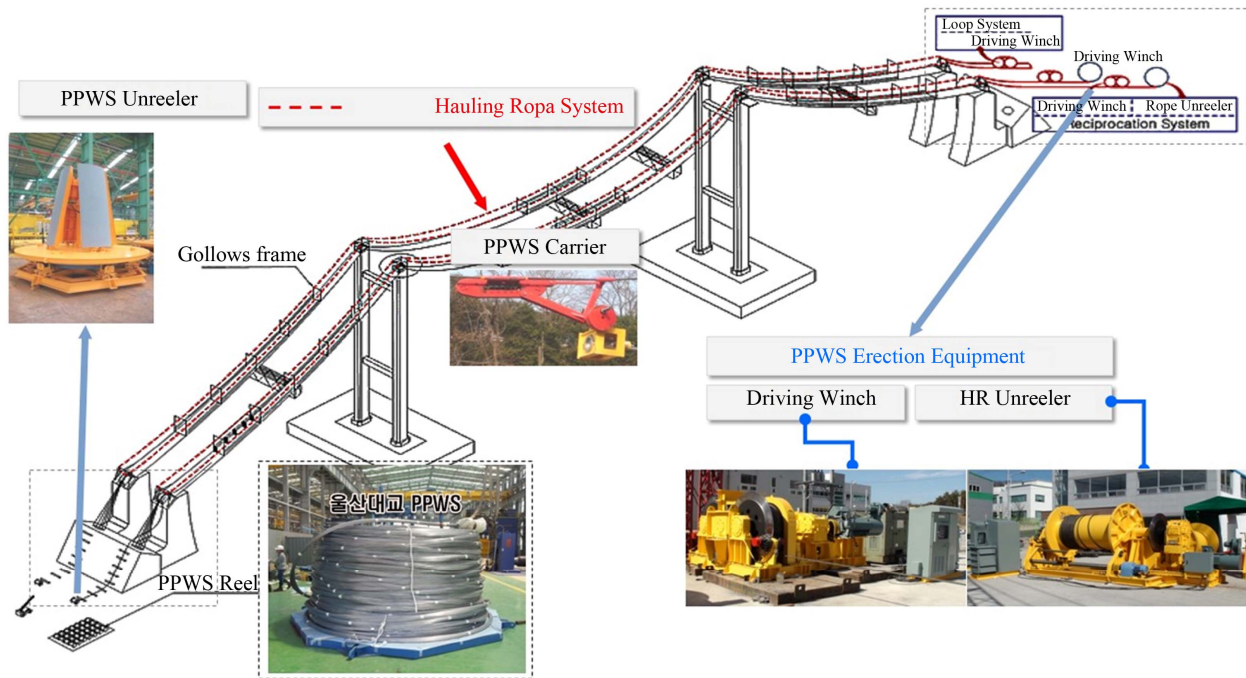 Loop System
Driving Winch
Driving Winch
PPWS Unreeler
Hauling Ropa System
Driving Winch
Rope Unreeler
Reciprocation System
Gollows frame
PPWS Carrier
PPWS Erection Equipment
Driving Winch
HR Unreeler
울산대교 PPWS
PPWS Reel